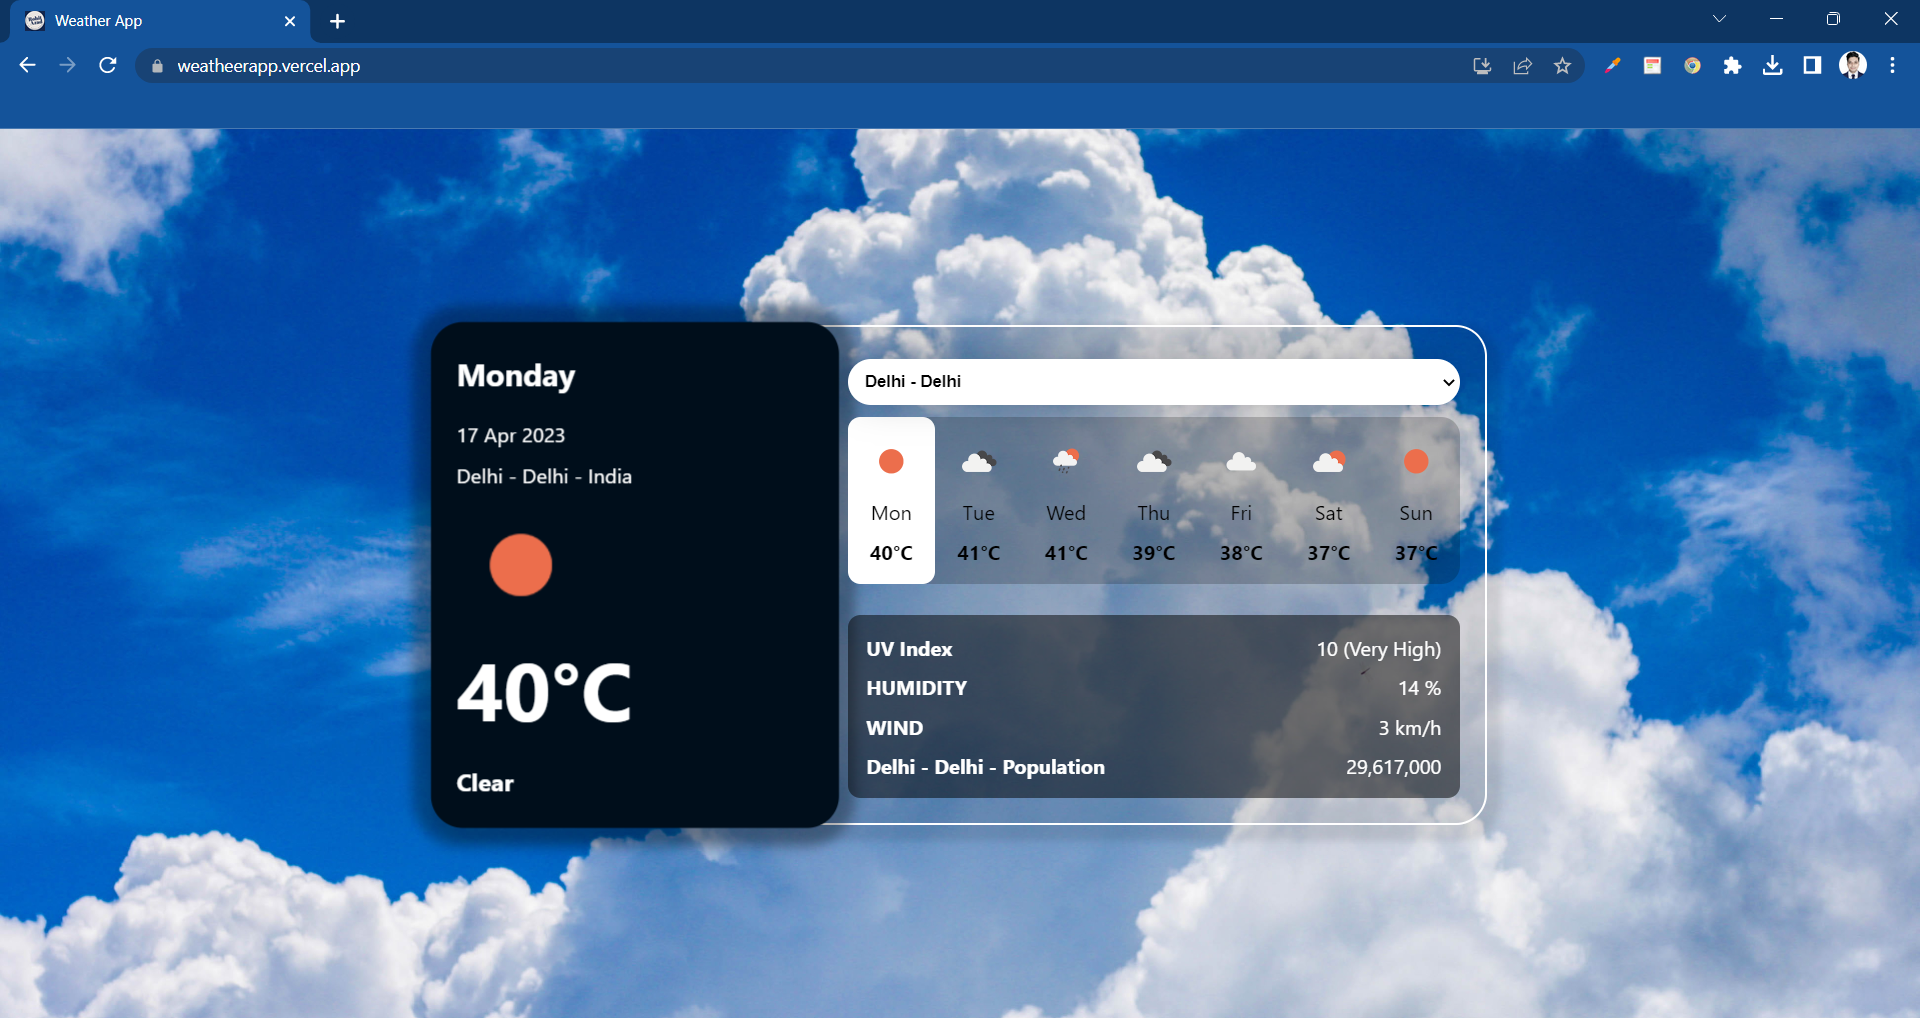 Weather App
weatheerapp.vercel.app
Monday
17 Apr 2023
Delhi - Delhi - India
40°C
Clear
Delhi - Delhi
Mon Tue Wed Thu Fri Sat Sun
40°C 41°C 41°C 39°C 38°C 37°C 37°C
UV Index 10 (Very High)
HUMIDITY 14 %
WIND 3 km/h
Delhi - Delhi - Population 29,617,000